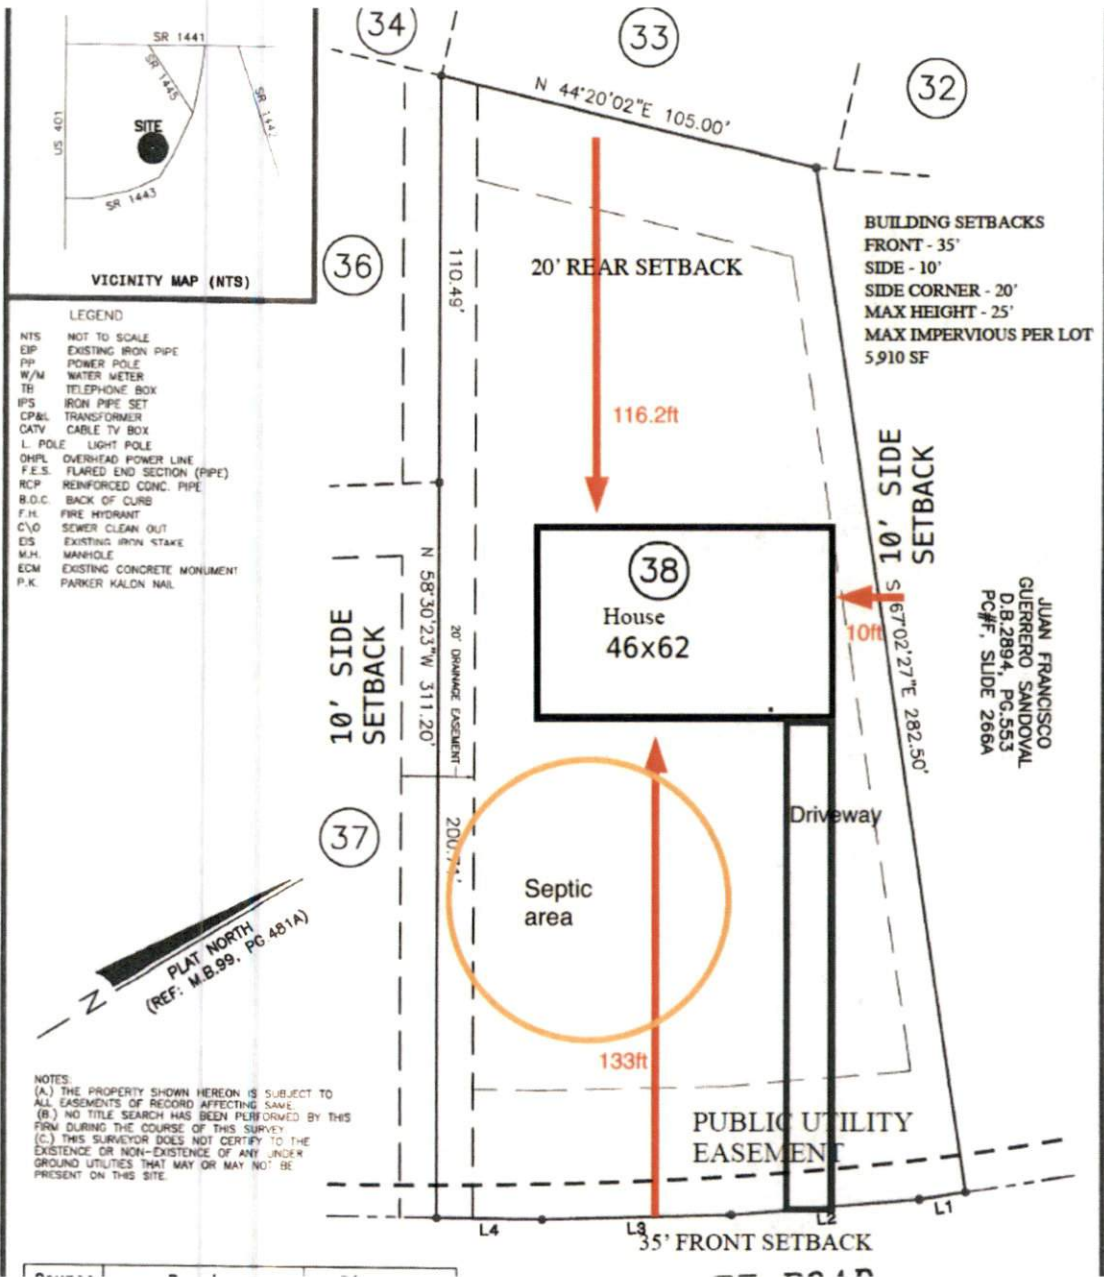 SR 1441
SR 1445
SR 1442
US 401
SITE
SR 1443
VICINITY MAP (NTS)
34
33
32
N 44°20'02"E 105.00'
BUILDING SETBACKS
FRONT - 35'
SIDE - 10'
SIDE CORNER - 20'
MAX HEIGHT - 25'
MAX IMPERVIOUS PER LOT
5,910 SF
36
110.49'
20' REAR SETBACK
LEGEND
NTS NOT TO SCALE
EIP EXISTING IRON PIPE
PP POWER POLE
W/M WATER METER
TB TELEPHONE BOX
IPS IRON PIPE SET
CP&L TRANSFORMER
CATV CABLE TV BOX
L. POLE LIGHT POLE
OHPL OVERHEAD POWER LINE
F.E.S. FLARED END SECTION (PIPE)
RCP REINFORCED CONC. PIPE
B.O.C. BACK OF CURB
F.H. FIRE HYDRANT
C\O SEWER CLEAN OUT
EIS EXISTING IRON STAKE
M.H. MANHOLE
ECM EXISTING CONCRETE MONUMENT
P.K. PARKER KALON NAIL
116.2ft
10' SIDE
SETBACK
38
House
46x62
10ft
S 67°02'27"E 282.50'
JUAN FRANCISCO
GUERRERO SANDOVAL
D.B.2894, PG.553
PC#F, SLIDE 266A
10' SIDE
SETBACK
N 58°30'23"W 311.20'
20' DRAINAGE EASEMENT
37
200.71'
Driveway
Septic
area
PLAT NORTH
(REF: M.B.99, PG 481A)
N
133ft
NOTES:
(A.) THE PROPERTY SHOWN HEREON IS SUBJECT TO
ALL EASEMENTS OF RECORD AFFECTING SAME.
(B.) NO TITLE SEARCH HAS BEEN PERFORMED BY THIS
FIRM DURING THE COURSE OF THIS SURVEY
(C.) THIS SURVEYOR DOES NOT CERTIFY TO THE
EXISTENCE OR NON-EXISTENCE OF ANY UNDER
GROUND UTILITIES THAT MAY OR MAY NOT BE
PRESENT ON THIS SITE.
PUBLIC UTILITY
EASEMENT
L4
L3
L2
L1
35' FRONT SETBACK
ROAD